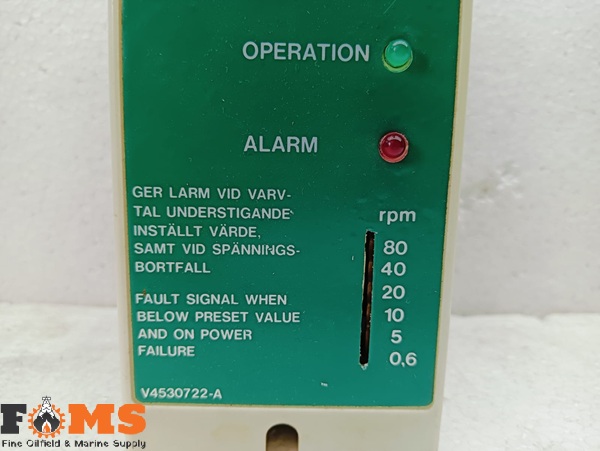 OPERATION
ALARM
GER LARM VID VARV-
TAL UNDERSTIGANDE
INSTÄLLT VÄRDE,
SAMT VID SPÄNNINGS-
BORTFALL
FAULT SIGNAL WHEN
BELOW PRESET VALUE
AND ON POWER
FAILURE
rpm
80
40
20
10
5
0,6
V4530722-A
FOMS
Fine Oilfield & Marine Supply